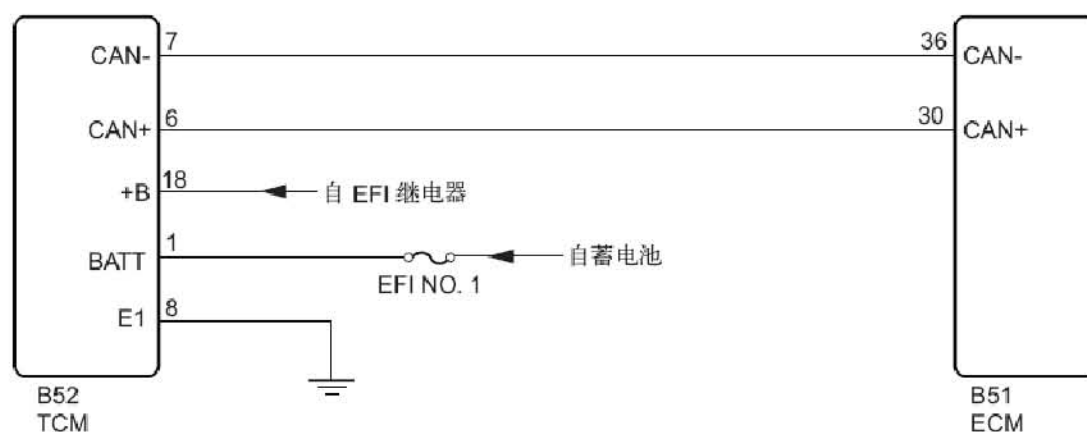 CAN- 7 36 CAN-
CAN+ 6 30 CAN+
+B 18 自 EFI 继电器
BATT 1 自蓄电池
EFI NO. 1
E1 8
B52
TCM
B51
ECM